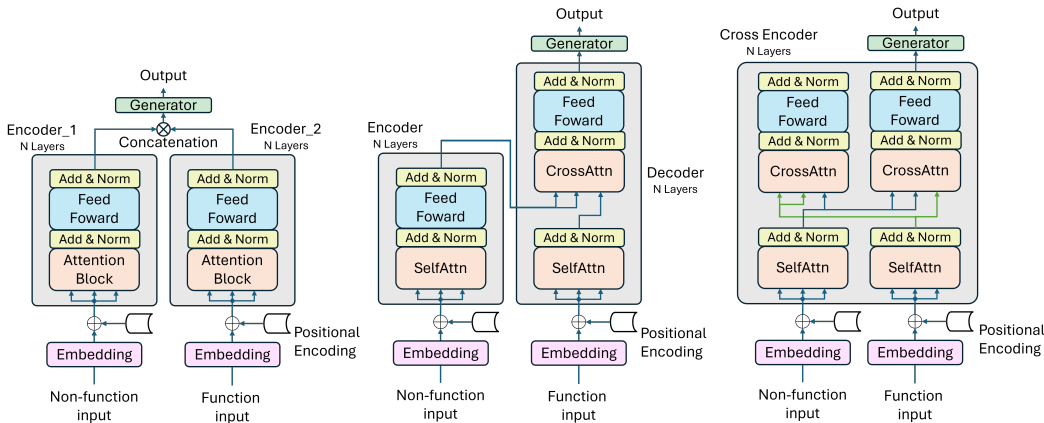 Output
Generator
Concatenation
Encoder_1
N Layers
Encoder_2
N Layers
Add & Norm
Feed
Foward
Add & Norm
Attention
Block
Add & Norm
Feed
Foward
Add & Norm
Attention
Block
Positional
Encoding
Embedding
Embedding
Non-function
input
Function
input
Output
Generator
Encoder
N Layers
Add & Norm
Feed
Foward
Add & Norm
SelfAttn
Add & Norm
Feed
Foward
Add & Norm
CrossAttn
Decoder
N Layers
Add & Norm
SelfAttn
Positional
Encoding
Embedding
Embedding
Non-function
input
Function
input
Output
Generator
Cross Encoder
N Layers
Add & Norm
Feed
Foward
Add & Norm
CrossAttn
Add & Norm
Feed
Foward
Add & Norm
CrossAttn
Add & Norm
SelfAttn
Add & Norm
SelfAttn
Positional
Encoding
Embedding
Embedding
Non-function
input
Function
input